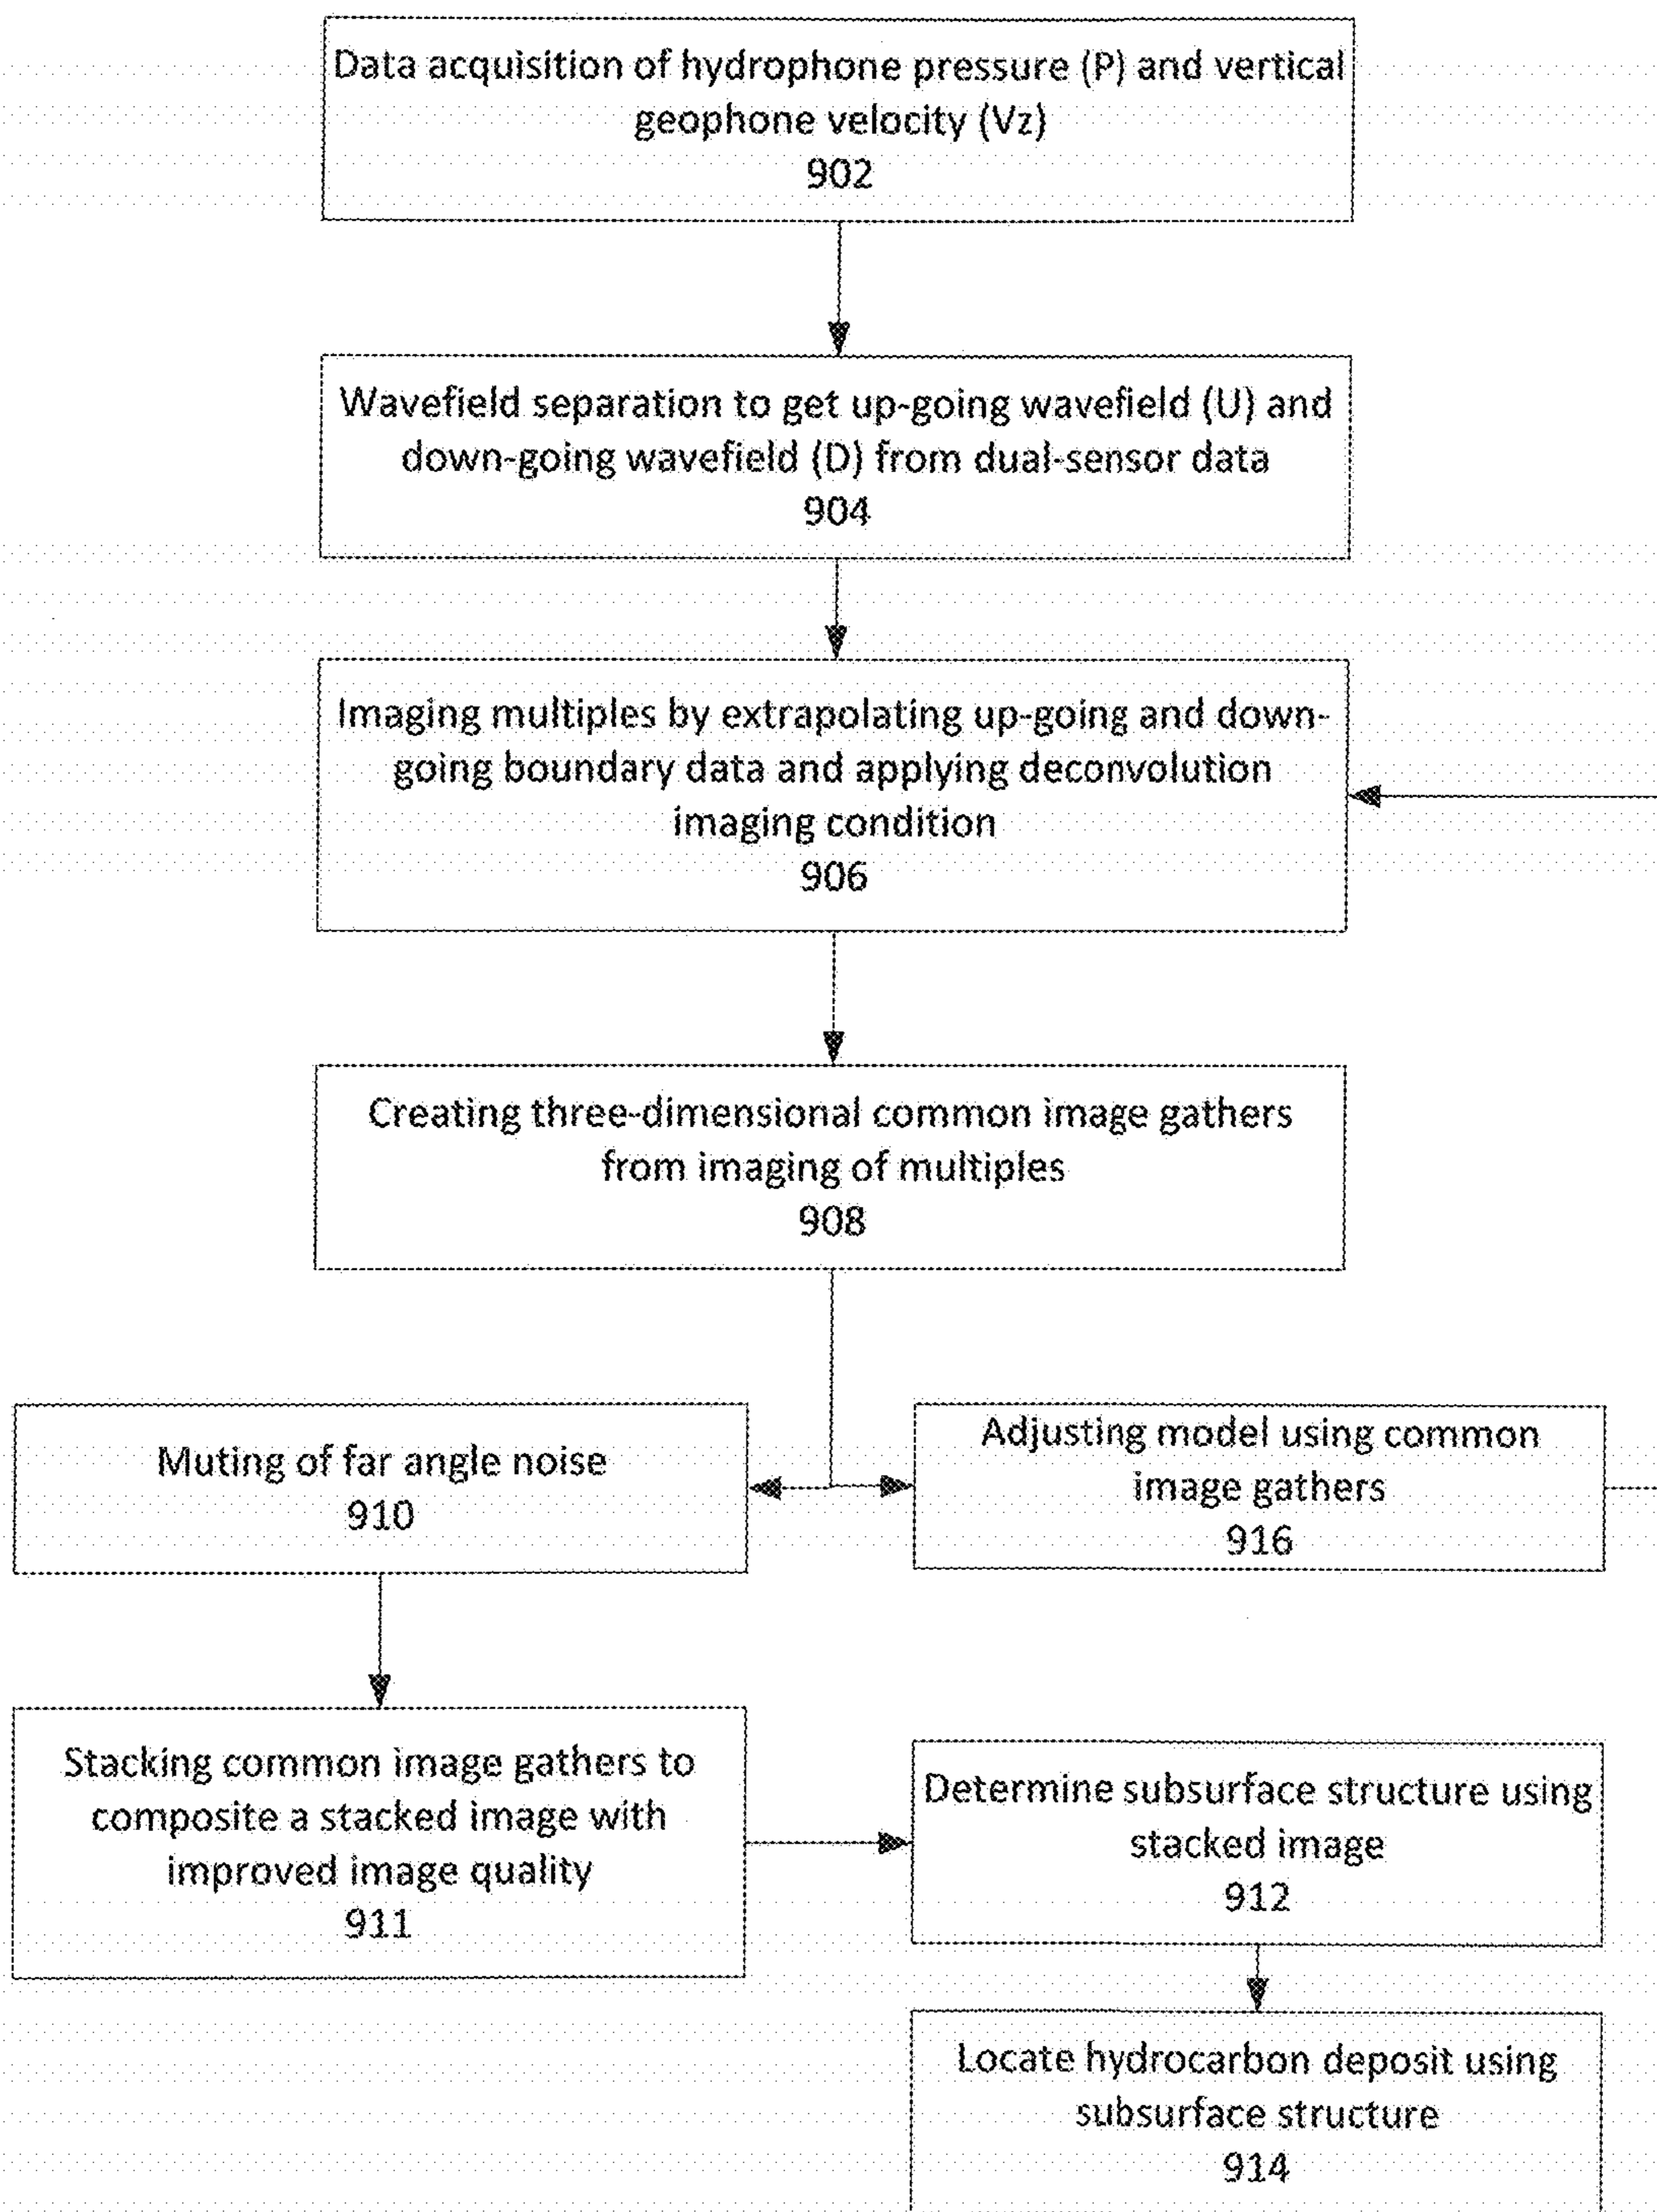 Data acquisition of hydrophone pressure (P) and vertical
geophone velocity (Vz)
902
Wavefield separation to get up-going wavefield (U) and
down-going wavefield (D) from dual-sensor data
904
Imaging multiples by extrapolating up-going and down-
going boundary data and applying deconvolution
imaging condition
906
Creating three-dimensional common image gathers
from imaging of multiples
908
Muting of far angle noise
910
Adjusting model using common
image gathers
916
Stacking common image gathers to
composite a stacked image with
improved image quality
911
Determine subsurface structure using
stacked image
912
Locate hydrocarbon deposit using
subsurface structure
914